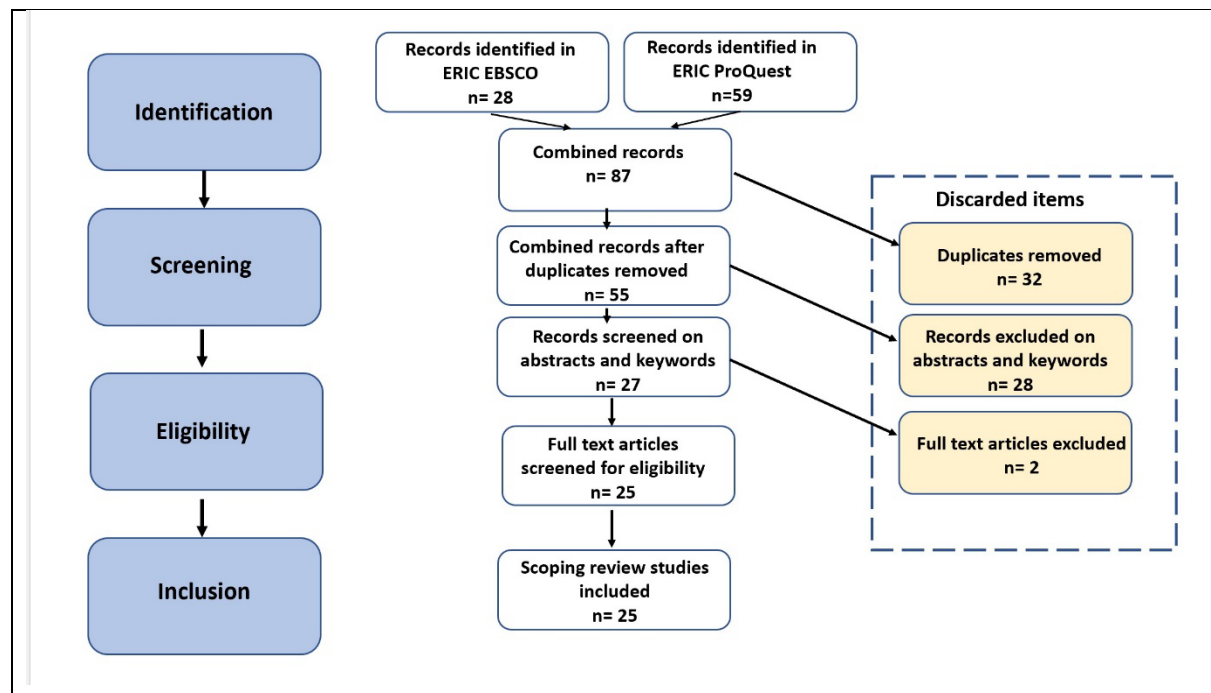 Identification
Screening
Eligibility
Inclusion
Records identified in
ERIC EBSCO
n= 28
Records identified in
ERIC ProQuest
n=59
Combined records
n= 87
Combined records after
duplicates removed
n= 55
Records screened on
abstracts and keywords
n= 27
Full text articles
screened for eligibility
n= 25
Scoping review studies
included
n= 25
Discarded items
Duplicates removed
n= 32
Records excluded on
abstracts and keywords
n= 28
Full text articles excluded
n= 2